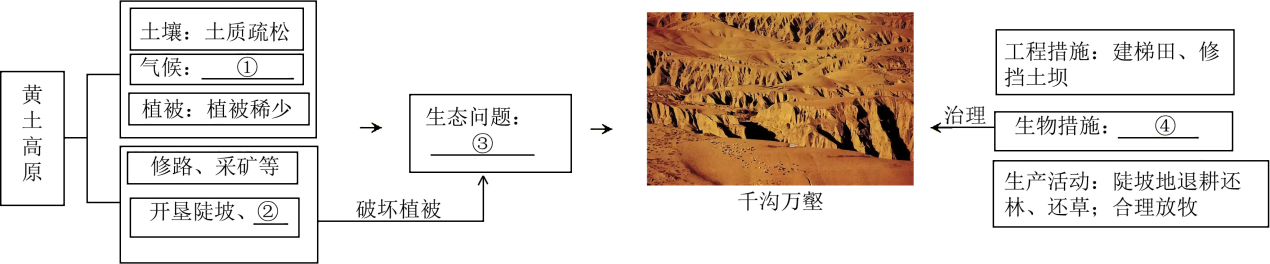 黄土高原
土壤：土质疏松
气候：①
植被：植被稀少
修路、采矿等
开垦陡坡、②
破坏植被
生态问题：
③
千沟万壑
治理
工程措施：建梯田、修
挡土坝
生物措施：④
生产活动：陡坡地退耕还
林、还草；合理放牧